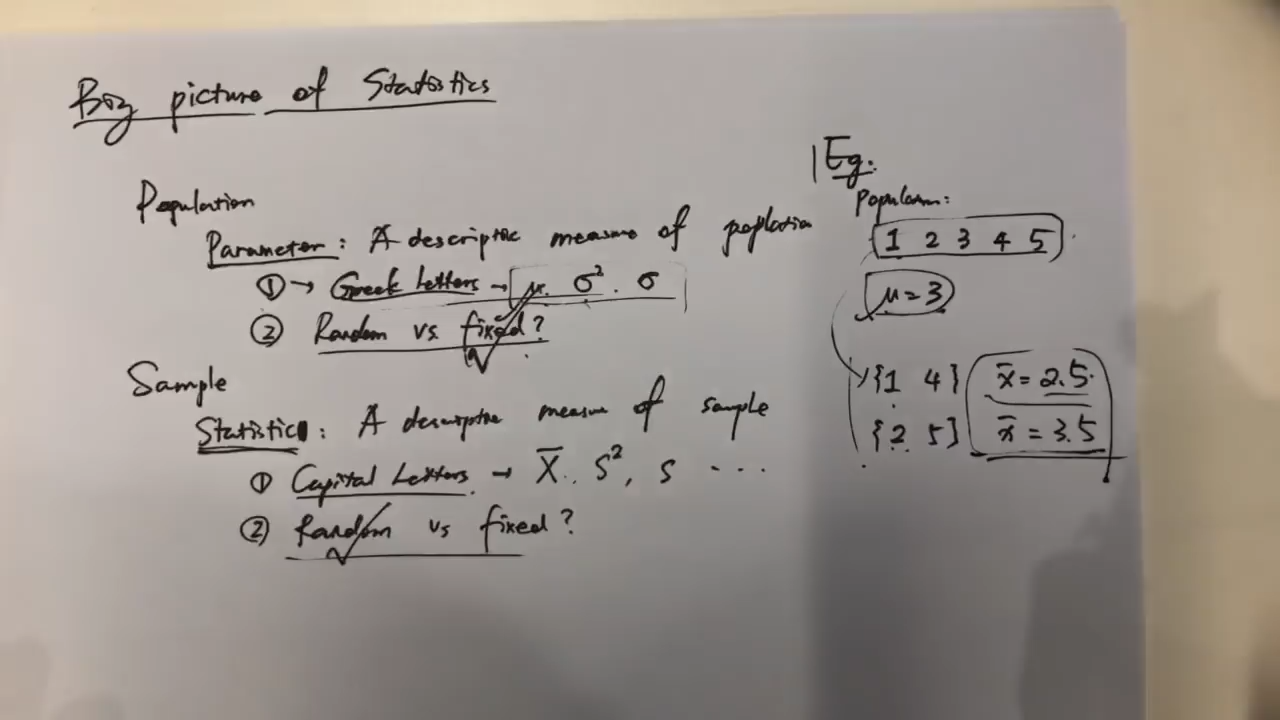 Big picture of Statistics
Population
Parameter: A descriptive measure of population
① → Greek Letters → μ, σ², σ
② Random vs fixed?
Sample
Statistic: A descriptive measure of sample
① Capital Letters → X̄, S², S ...
② Random vs fixed?
Eg.
Population:
1 2 3 4 5
μ=3
{1 4} x̄ = 2.5
{2 5} x̄ = 3.5